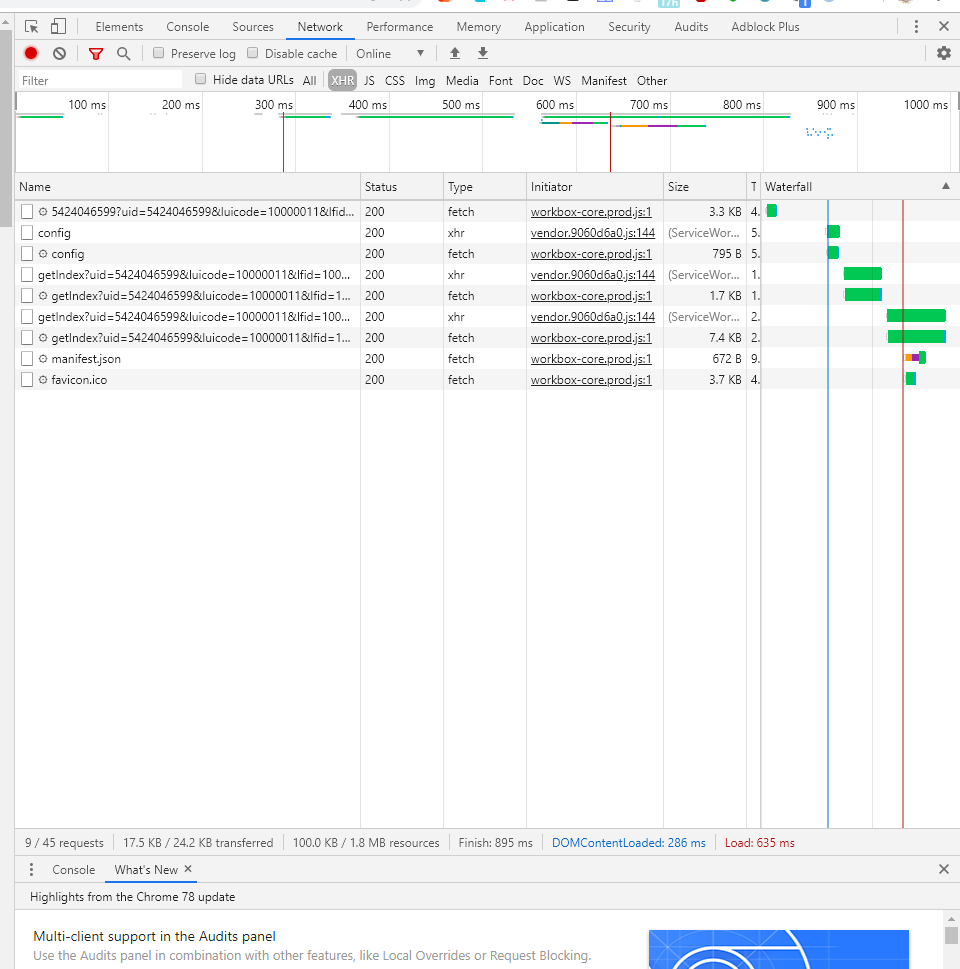 Elements Console Sources Network Performance Memory Application Security Audits Adblock Plus
Preserve log Disable cache Online
Filter Hide data URLs All XHR JS CSS Img Media Font Doc WS Manifest Other
100 ms 200 ms 300 ms 400 ms 500 ms 600 ms 700 ms 800 ms 900 ms 1000 ms
Name Status Type Initiator Size T Waterfall
5424046599?uid=5424046599&luicode=10000011&lfid... 200 fetch workbox-core.prod.js:1 3.3 KB 4.
config 200 xhr vendor.9060d6a0.js:144 (ServiceWor... 5.
config 200 fetch workbox-core.prod.js:1 795 B 5.
getIndex?uid=5424046599&luicode=10000011&lfid=100... 200 xhr vendor.9060d6a0.js:144 (ServiceWor... 1.
getIndex?uid=5424046599&luicode=10000011&lfid=1... 200 fetch workbox-core.prod.js:1 1.7 KB 1.
getIndex?uid=5424046599&luicode=10000011&lfid=100... 200 xhr vendor.9060d6a0.js:144 (ServiceWor... 2.
getIndex?uid=5424046599&luicode=10000011&lfid=1... 200 fetch workbox-core.prod.js:1 7.4 KB 2.
manifest.json 200 fetch workbox-core.prod.js:1 672 B 9.
favicon.ico 200 fetch workbox-core.prod.js:1 3.7 KB 4.
9 / 45 requests 17.5 KB / 24.2 KB transferred 100.0 KB / 1.8 MB resources Finish: 895 ms DOMContentLoaded: 286 ms Load: 635 ms
Console What's New
Highlights from the Chrome 78 update
Multi-client support in the Audits panel
Use the Audits panel in combination with other features, like Local Overrides or Request Blocking.